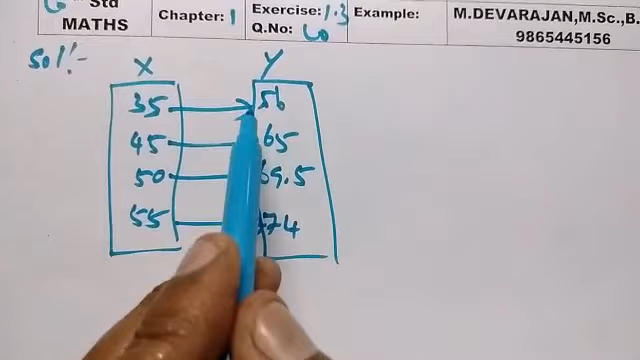 Std
MATHS
Chapter: 1
Exercise: 1.3
Q.No: 10
Example:
M.DEVARAJAN,M.Sc.,B.
9865445156
Sol!:-
X Y
35 56
45 65
50 69.5
55 74